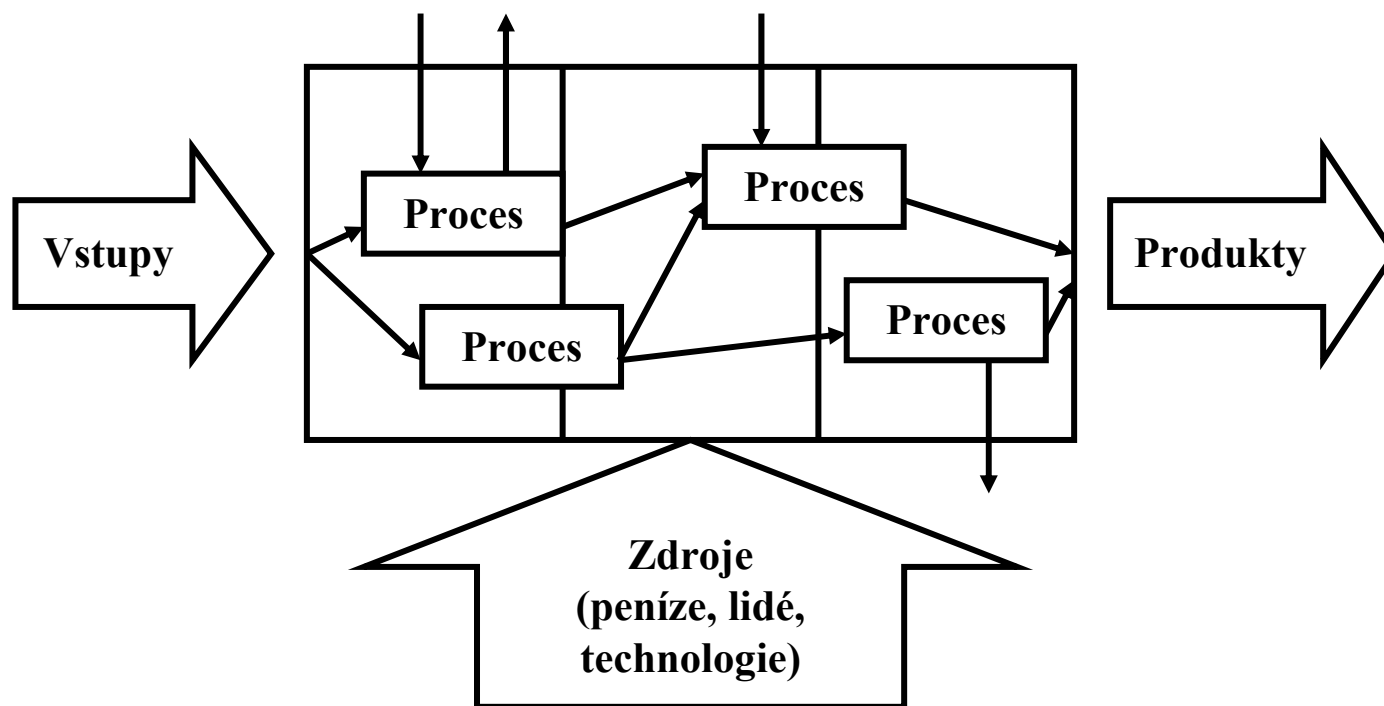 Proces
Proces
Vstupy
Produkty
Proces
Proces
Zdroje
(peníze, lidé,
technologie)